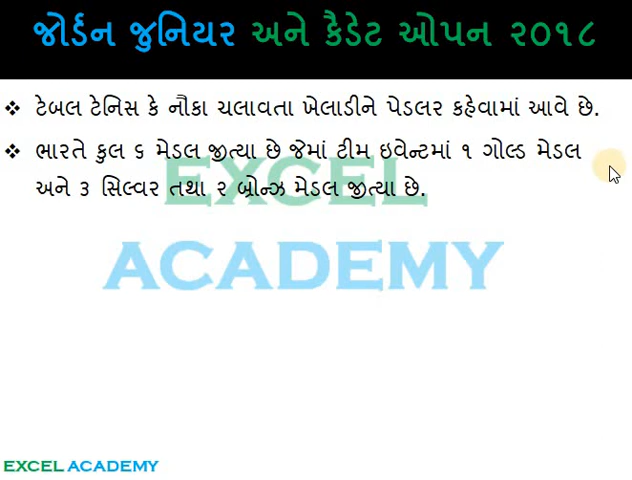 જોર્ડન જુનિયર અને કૈડેટ ઓપન ૨૦૧૮
❖ ટેબલ ટેનિસ કે નૌકા ચલાવતા ખેલાડીને પેડલર કહેવામાં આવે છે.
❖ ભારતે કુલ ૬ મેડલ જીત્યા છે જેમાં ટીમ ઇવેન્ટમાં ૧ ગોલ્ડ મેડલ
અને ૩ સિલ્વર તથા ૨ બ્રોન્ઝ મેડલ જીત્યા છે.
EXCEL
ACADEMY
EXCEL ACADEMY